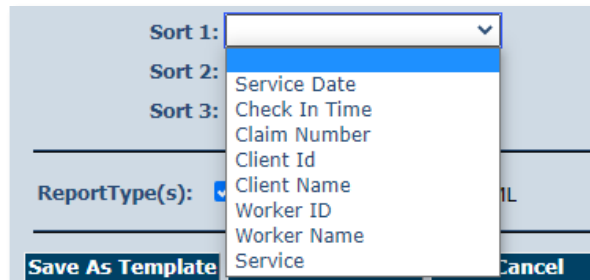 Sort 1:
Sort 2:
Service Date
Sort 3:
Check In Time
Claim Number
Client Id
ReportType(s):
Client Name
Worker ID
Worker Name
Save As Template
Service
Cancel